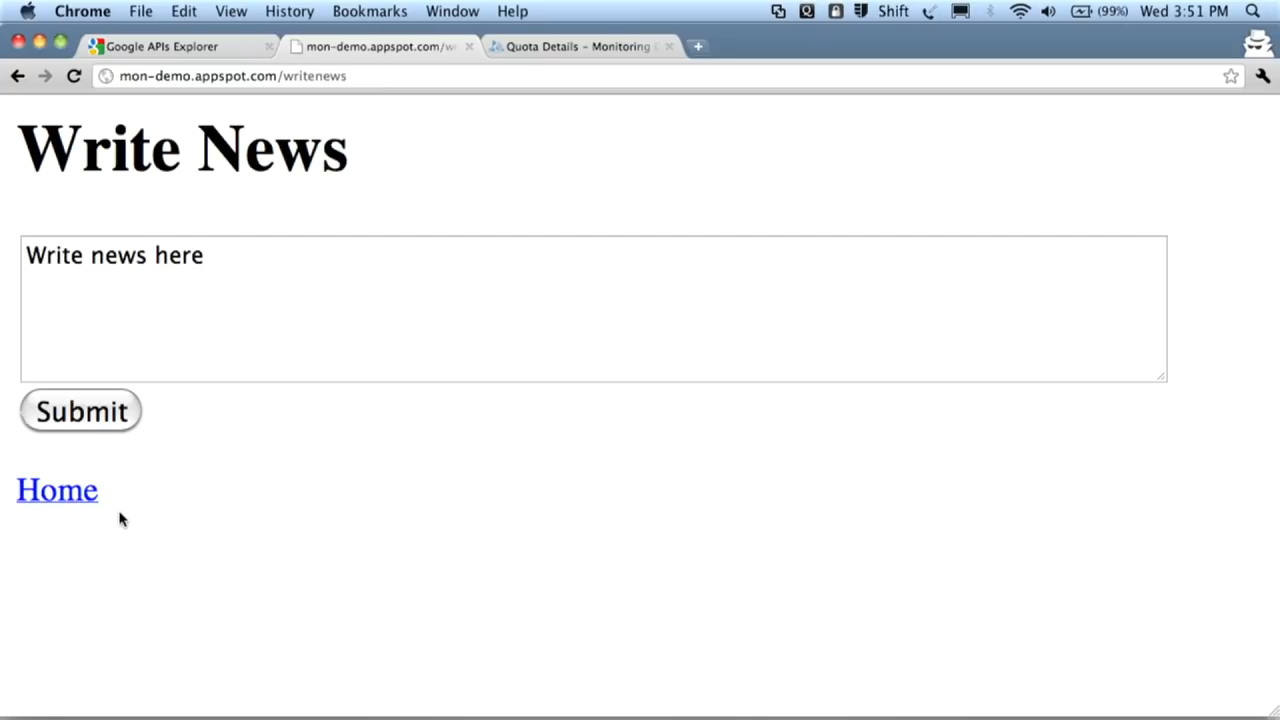 Chrome File Edit View History Bookmarks Window Help Shift (99%) Wed 3:51 PM
Google APIs Explorer mon-demo.appspot.com/w Quota Details – Monitoring
mon-demo.appspot.com/writenews
Write News
Write news here
Submit
Home